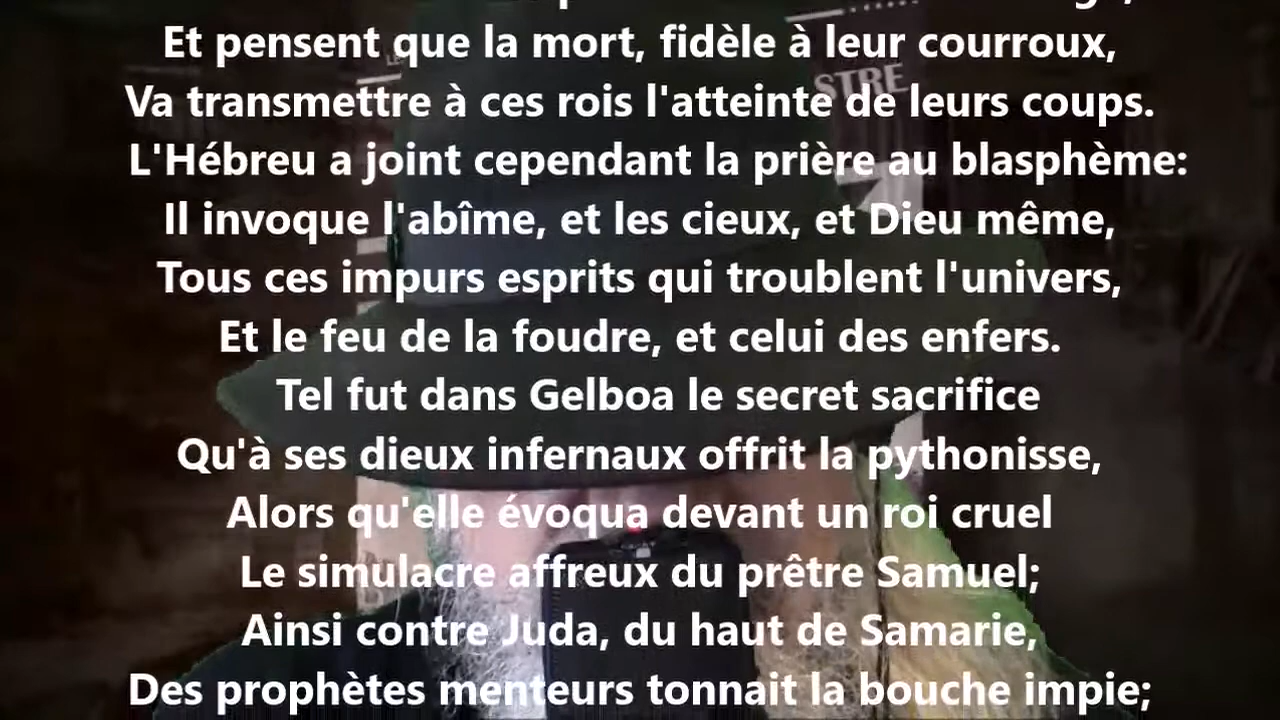 Et pensent que la mort, fidèle à leur courroux,
Va transmettre à ces rois l'atteinte de leurs coups.
L'Hébreu a joint cependant la prière au blasphème:
Il invoque l'abîme, et les cieux, et Dieu même,
Tous ces impurs esprits qui troublent l'univers,
Et le feu de la foudre, et celui des enfers.
Tel fut dans Gelboa le secret sacrifice
Qu'à ses dieux infernaux offrit la pythonisse,
Alors qu'elle évoqua devant un roi cruel
Le simulacre affreux du prêtre Samuel;
Ainsi contre Juda, du haut de Samarie,
Des prophètes menteurs tonnait la bouche impie;
STRE